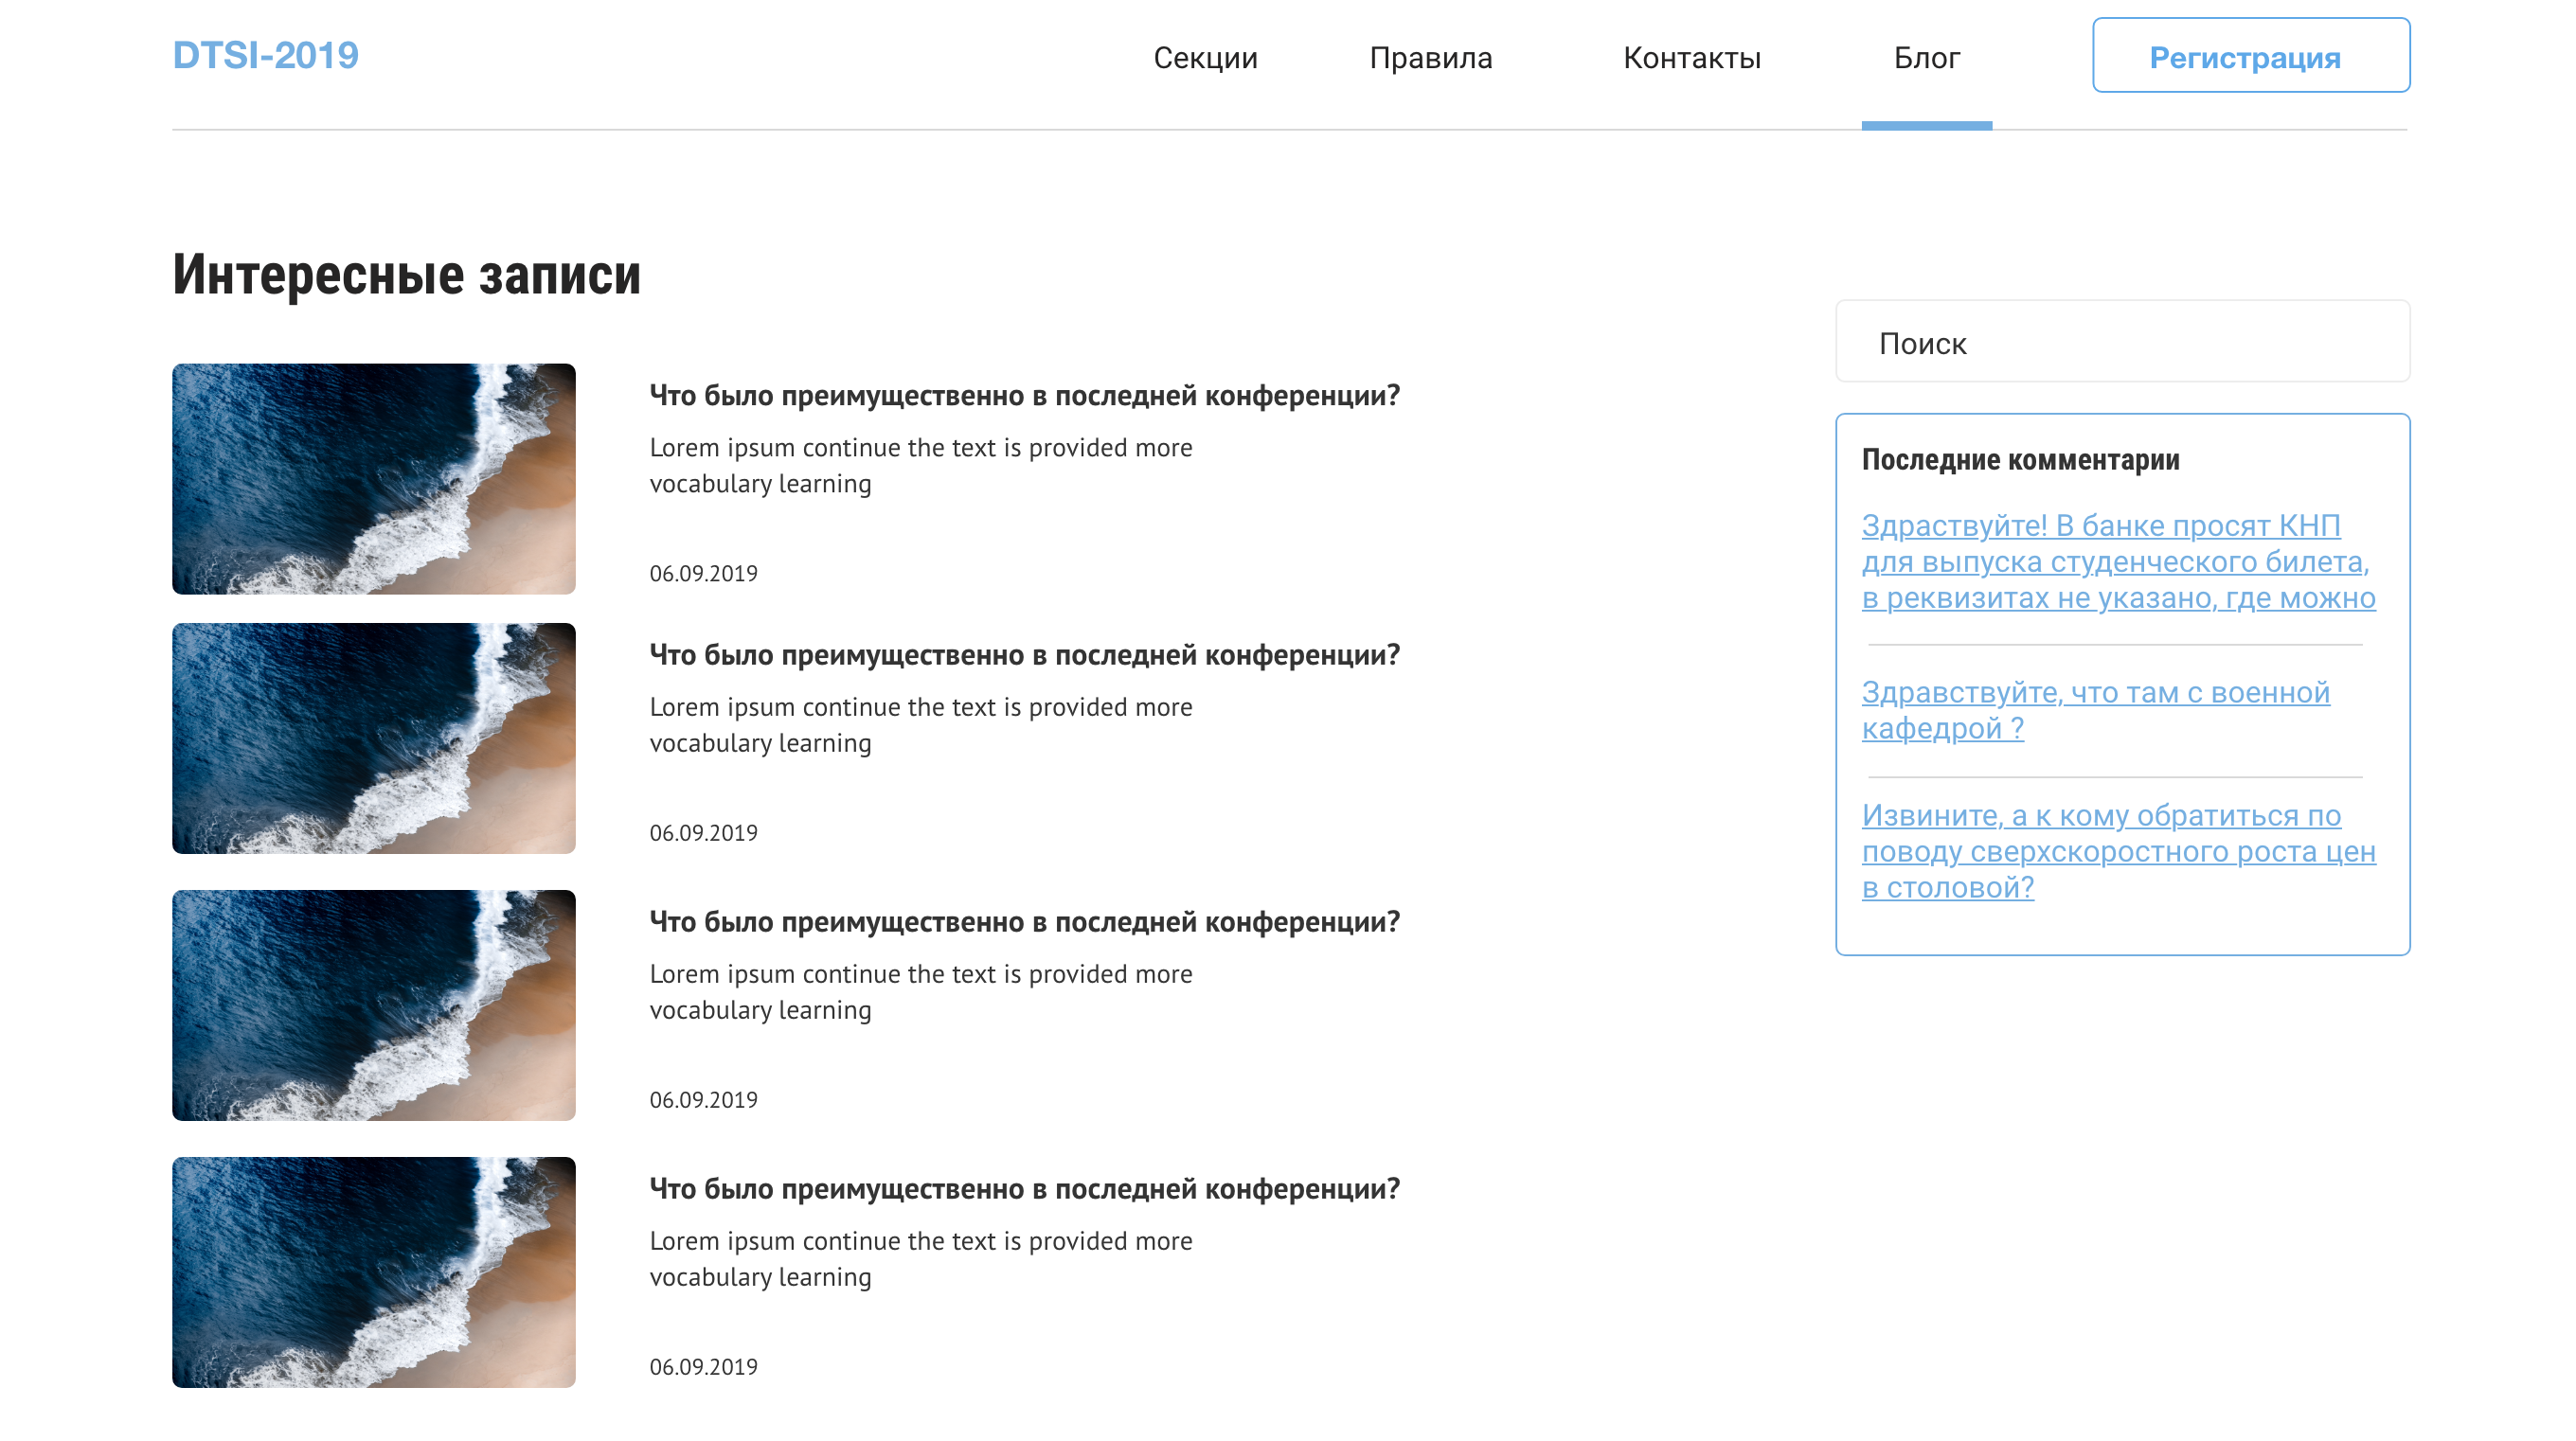 DTSI-2019
Секции
Правила
Контакты
Блог
Регистрация
Интересные записи
Что было преимущественно в последней конференции?
Lorem ipsum continue the text is provided more
vocabulary learning
06.09.2019
Что было преимущественно в последней конференции?
Lorem ipsum continue the text is provided more
vocabulary learning
06.09.2019
Что было преимущественно в последней конференции?
Lorem ipsum continue the text is provided more
vocabulary learning
06.09.2019
Что было преимущественно в последней конференции?
Lorem ipsum continue the text is provided more
vocabulary learning
06.09.2019
Поиск
Последние комментарии
Здраствуйте! В банке просят КНП
для выпуска студенческого билета,
в реквизитах не указано, где можно
Здравствуйте, что там с военной
кафедрой ?
Извините, а к кому обратиться по
поводу сверхскоростного роста цен
в столовой?